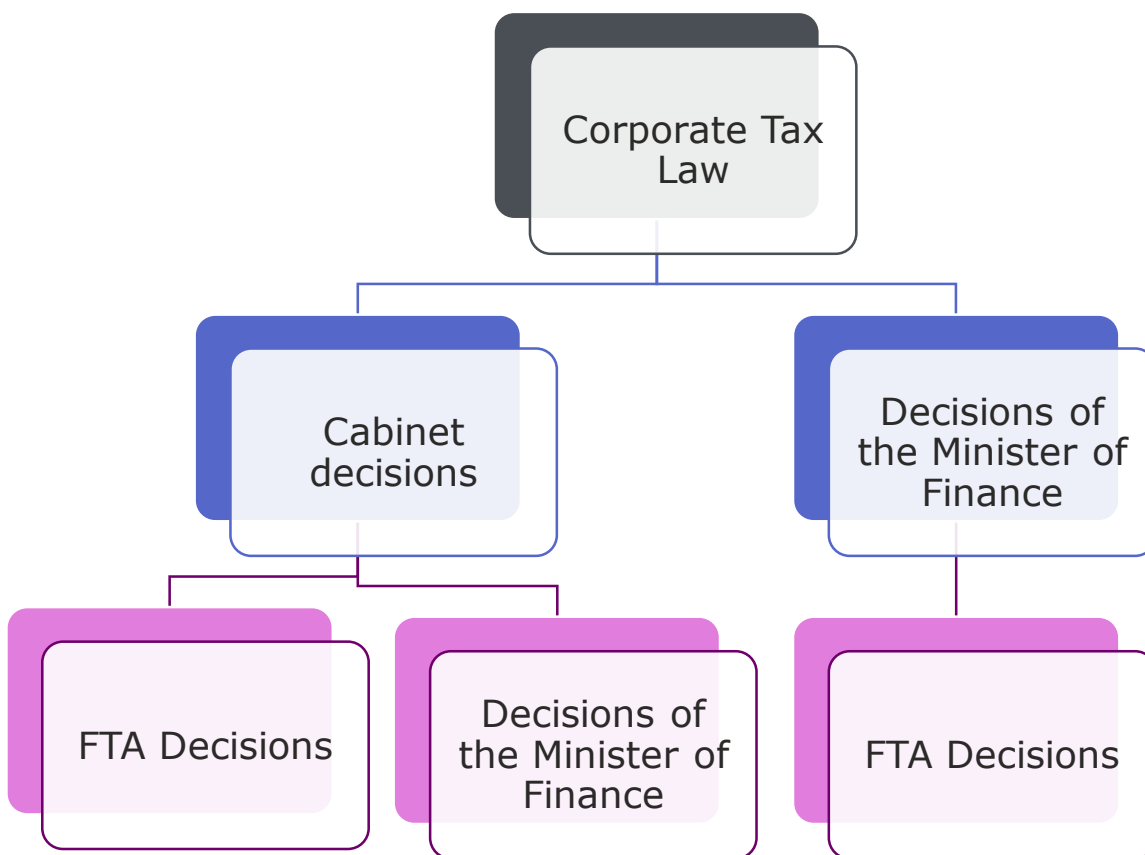 Corporate Tax
Law
Cabinet
decisions
Decisions of
the Minister of
Finance
FTA Decisions
Decisions of
the Minister of
Finance
FTA Decisions